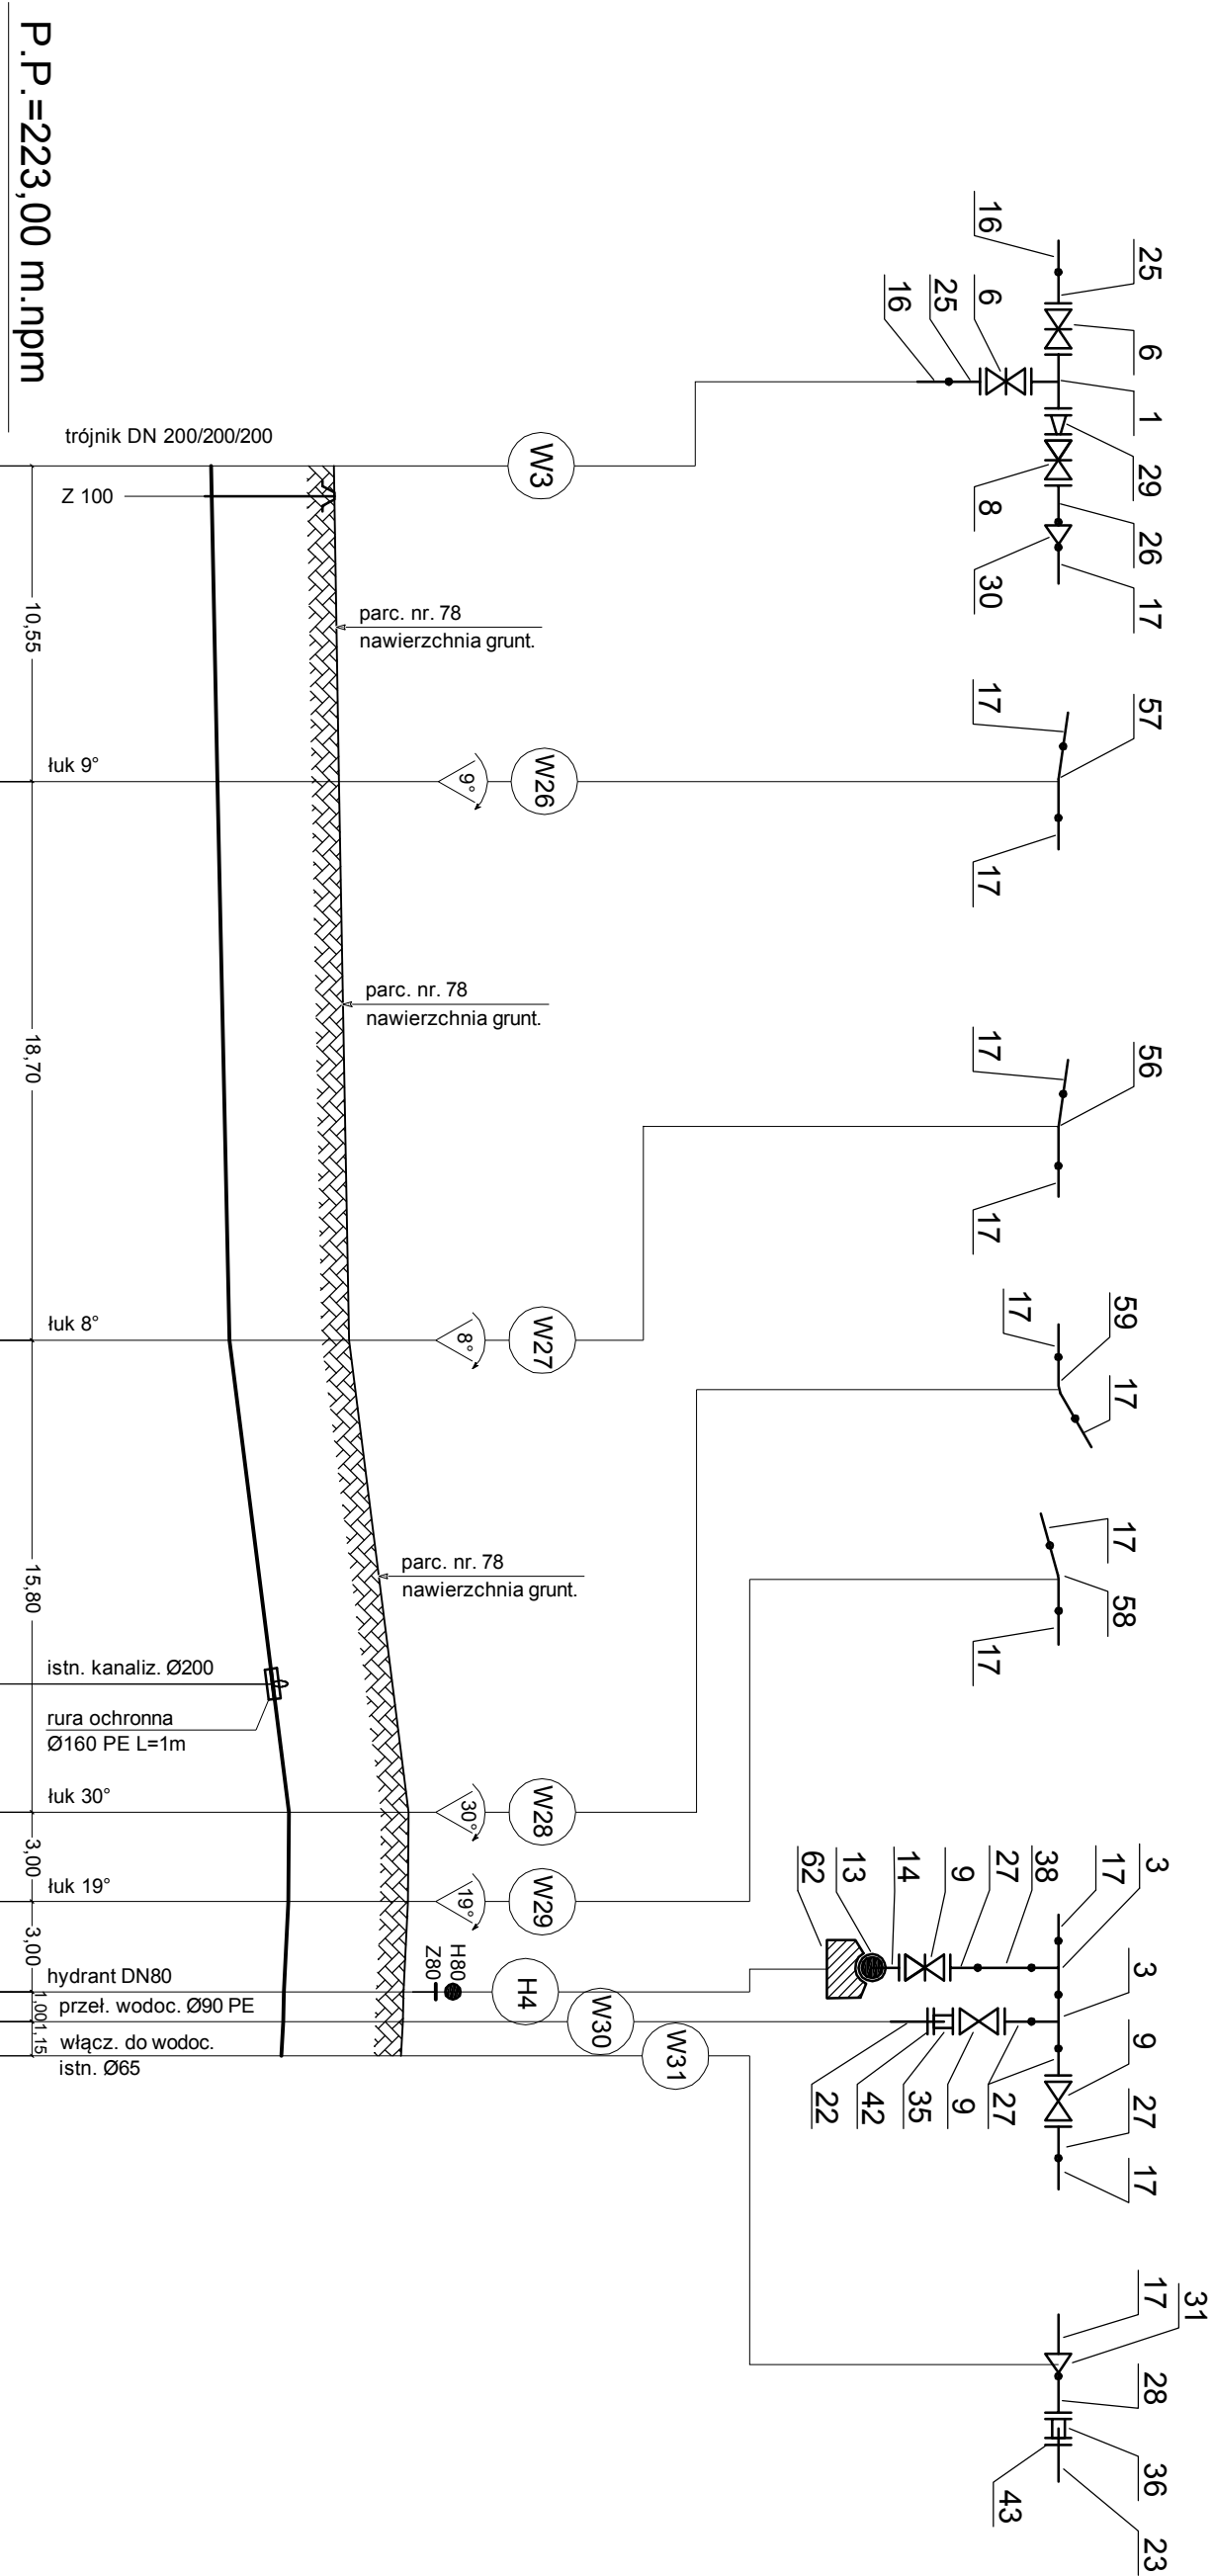 25
16
6
1
29
8
26
30
17
6
25
16
57
17
17
56
17
17
59
17
17
17
58
17
3
17
38
27
9
14
13
62
3
9
27
17
27
9
35
42
22
31
17
28
36
43
23
W3
W26
9°
W27
8°
W28
30°
W29
19°
H4
H80
Z80
W30
W31
parc. nr. 78
nawierzchnia grunt.
parc. nr. 78
nawierzchnia grunt.
parc. nr. 78
nawierzchnia grunt.
trójnik DN 200/200/200
Z 100
łuk 9°
łuk 8°
istn. kanaliz. Ø200
rura ochronna
Ø160 PE L=1m
łuk 30°
łuk 19°
hydrant DN80
przeł. wodoc. Ø90 PE
włącz. do wodoc.
istn. Ø65
10,55
18,70
15,80
3,00
3,00
1,00
1,15
P.P.=223,00 m.npm